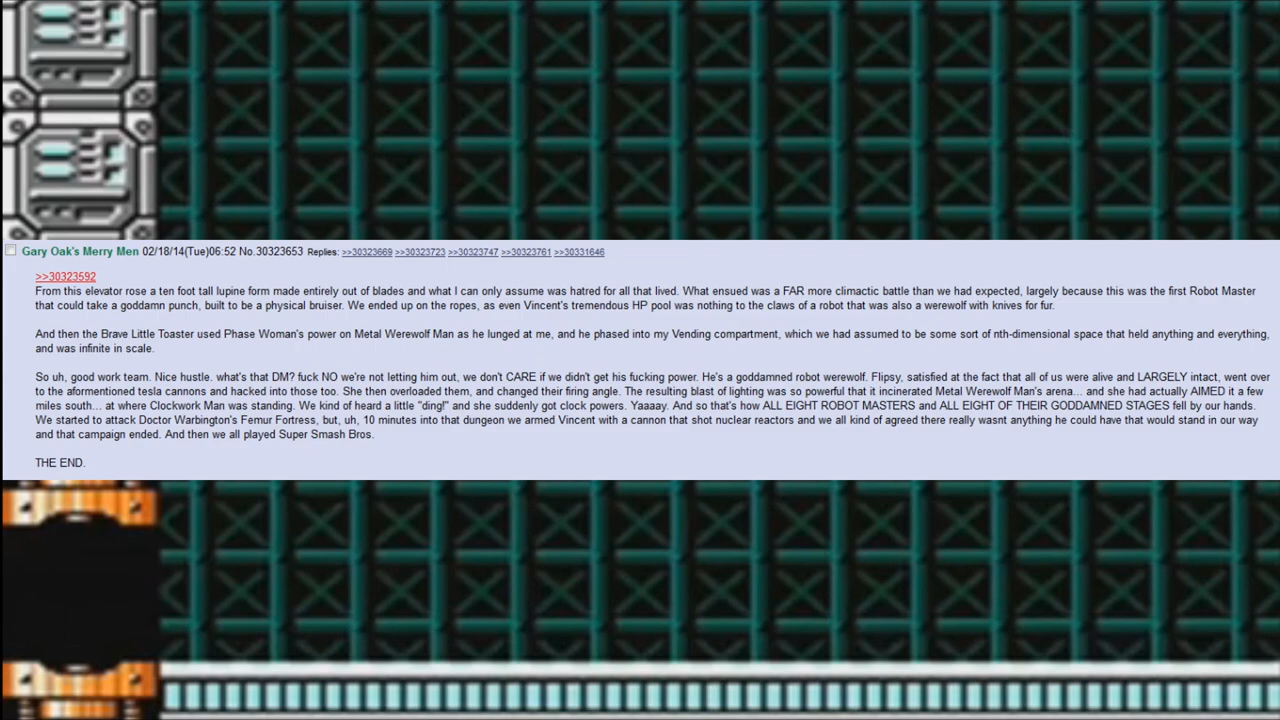 Gary Oak's Merry Men 02/18/14(Tue)06:52 No.30323653 Replies: >>30323669 >>30323723 >>30323747 >>30323761 >>30331646
>>30323592
From this elevator rose a ten foot tall lupine form made entirely out of blades and what I can only assume was hatred for all that lived. What ensued was a FAR more climactic battle than we had expected, largely because this was the first Robot Master
that could take a goddamn punch, built to be a physical bruiser. We ended up on the ropes, as even Vincent's tremendous HP pool was nothing to the claws of a robot that was also a werewolf with knives for fur.
And then the Brave Little Toaster used Phase Woman's power on Metal Werewolf Man as he lunged at me, and he phased into my Vending compartment, which we had assumed to be some sort of nth-dimensional space that held anything and everything,
and was infinite in scale.
So uh, good work team. Nice hustle. what's that DM? fuck NO we're not letting him out, we don't CARE if we didn't get his fucking power. He's a goddamned robot werewolf. Flipsy, satisfied at the fact that all of us were alive and LARGELY intact, went over
to the aformentioned tesla cannons and hacked into those too. She then overloaded them, and changed their firing angle. The resulting blast of lighting was so powerful that it incinerated Metal Werewolf Man's arena... and she had actually AIMED it a few
miles south... at where Clockwork Man was standing. We kind of heard a little "ding!" and she suddenly got clock powers. Yaaaay. And so that's how ALL EIGHT ROBOT MASTERS and ALL EIGHT OF THEIR GODDAMNED STAGES fell by our hands.
We started to attack Doctor Warbington's Femur Fortress, but, uh, 10 minutes into that dungeon we armed Vincent with a cannon that shot nuclear reactors and we all kind of agreed there really wasnt anything he could have that would stand in our way
and that campaign ended. And then we all played Super Smash Bros.
THE END.